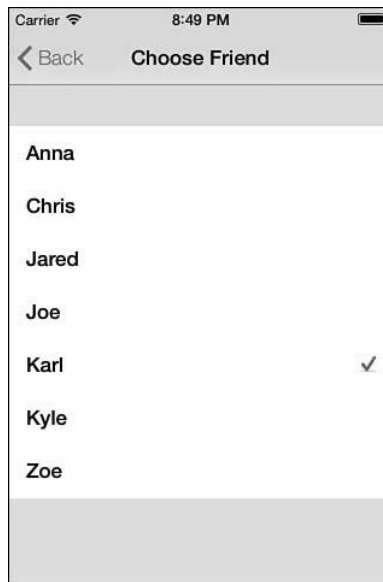 Carrier 8:49 PM
Back Choose Friend
Anna
Chris
Jared
Joe
Karl
Kyle
Zoe